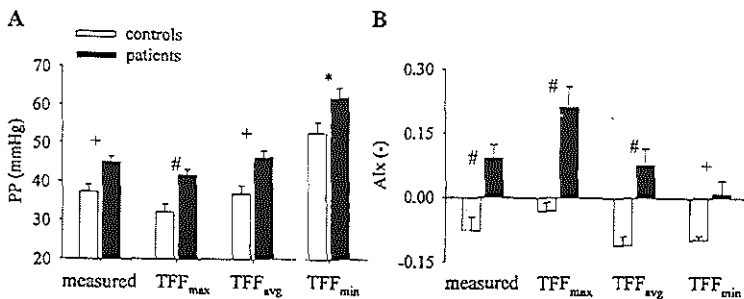 A
controls
patients
PP (mmHg)
70
60
50
40
30
20
+
#
+
*
measured
TFFmax
TFFavg
TFFmin
B
AIx (-)
0.30
0.15
0.00
-0.15
#
#
#
+
measured
TFFmax
TFFavg
TFFmin